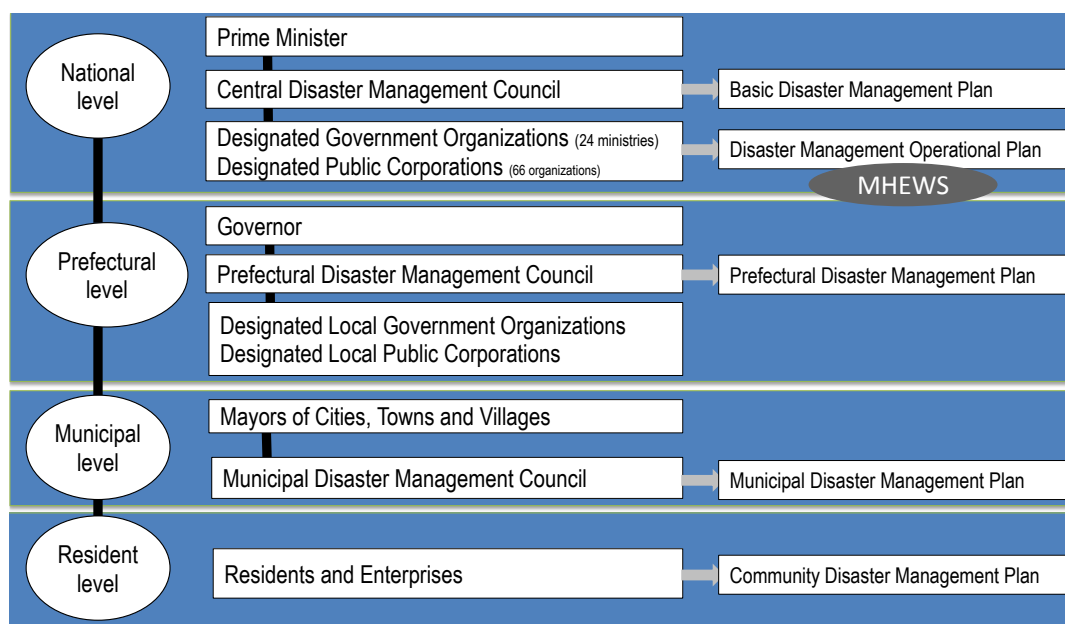 National
level
Prime Minister
Central Disaster Management Council
Basic Disaster Management Plan
Designated Government Organizations (24 ministries)
Designated Public Corporations (66 organizations)
Disaster Management Operational Plan
MHEWS
Prefectural
level
Governor
Prefectural Disaster Management Council
Prefectural Disaster Management Plan
Designated Local Government Organizations
Designated Local Public Corporations
Municipal
level
Mayors of Cities, Towns and Villages
Municipal Disaster Management Council
Municipal Disaster Management Plan
Resident
level
Residents and Enterprises
Community Disaster Management Plan